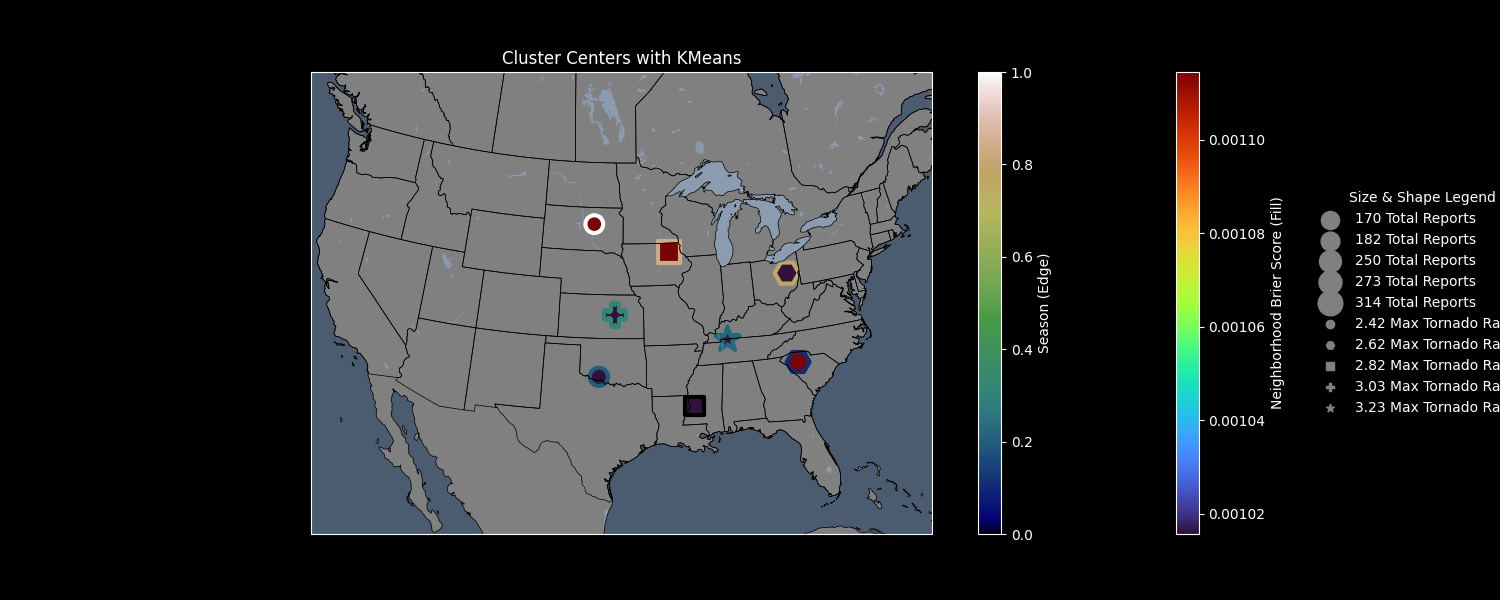 Cluster Centers with KMeans
1.0
0.8
0.6
0.4
0.2
0.0
Season (Edge)
0.00110
0.00108
0.00106
0.00104
0.00102
Neighborhood Brier Score (Fill)
Size & Shape Legend
170 Total Reports
182 Total Reports
250 Total Reports
273 Total Reports
314 Total Reports
2.42 Max Tornado Ra
2.62 Max Tornado Ra
2.82 Max Tornado Ra
3.03 Max Tornado Ra
3.23 Max Tornado Ra